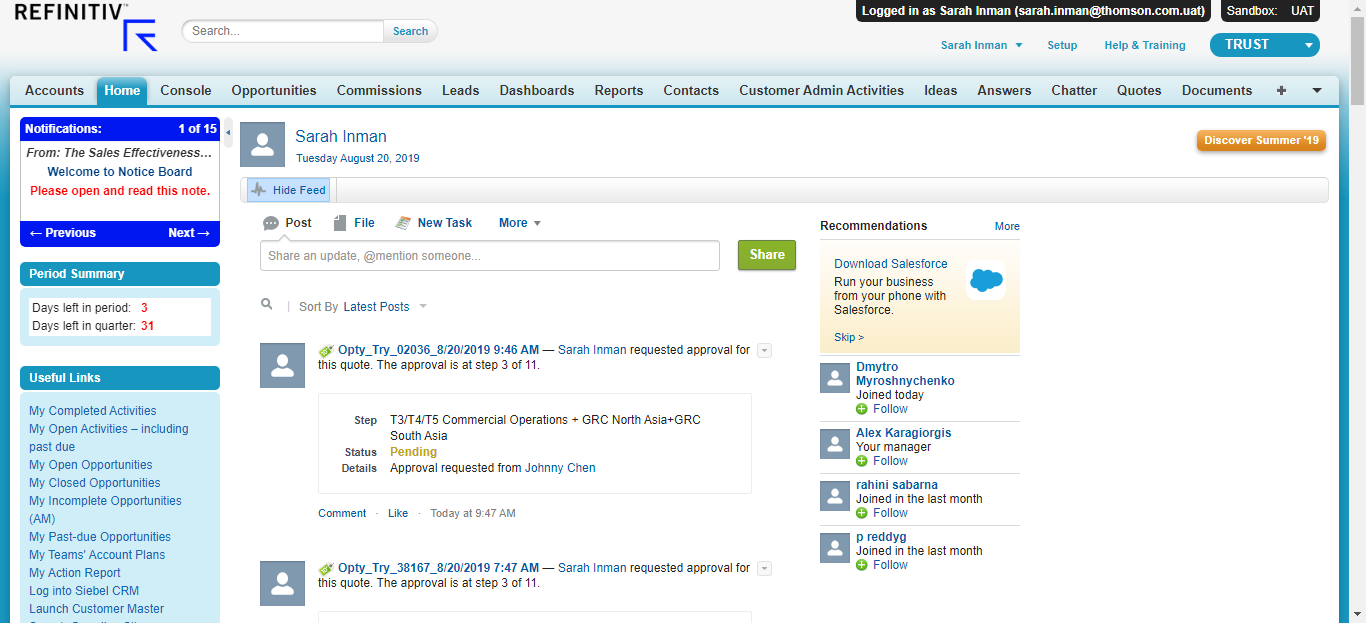 REFINITIV™
Search...
Search
Logged in as Sarah Inman (sarah.inman@thomson.com.uat)
Sandbox: UAT
Sarah Inman
Setup
Help & Training
TRUST
Accounts
Home
Console
Opportunities
Commissions
Leads
Dashboards
Reports
Contacts
Customer Admin Activities
Ideas
Answers
Chatter
Quotes
Documents
+
Notifications: 1 of 15
From: The Sales Effectiveness...
Welcome to Notice Board
Please open and read this note.
← Previous
Next →
Period Summary
Days left in period: 3
Days left in quarter: 31
Useful Links
My Completed Activities
My Open Activities – including
past due
My Open Opportunities
My Closed Opportunities
My Incomplete Opportunities
(AM)
My Past-due Opportunities
My Teams' Account Plans
My Action Report
Log into Siebel CRM
Launch Customer Master
Sarah Inman
Tuesday August 20, 2019
Discover Summer '19
Hide Feed
Post
File
New Task
More
Share an update, @mention someone...
Share
Sort By Latest Posts
Opty_Try_02036_8/20/2019 9:46 AM — Sarah Inman requested approval for
this quote. The approval is at step 3 of 11.
Step T3/T4/T5 Commercial Operations + GRC North Asia+GRC
South Asia
Status Pending
Details Approval requested from Johnny Chen
Comment · Like · Today at 9:47 AM
Opty_Try_38167_8/20/2019 7:47 AM — Sarah Inman requested approval for
this quote. The approval is at step 3 of 11.
Recommendations
More
Download Salesforce
Run your business
from your phone with
Salesforce.
Skip >
Dmytro
Myroshnychenko
Joined today
Follow
Alex Karagiorgis
Your manager
Follow
rahini sabarna
Joined in the last month
Follow
p reddyg
Joined in the last month
Follow